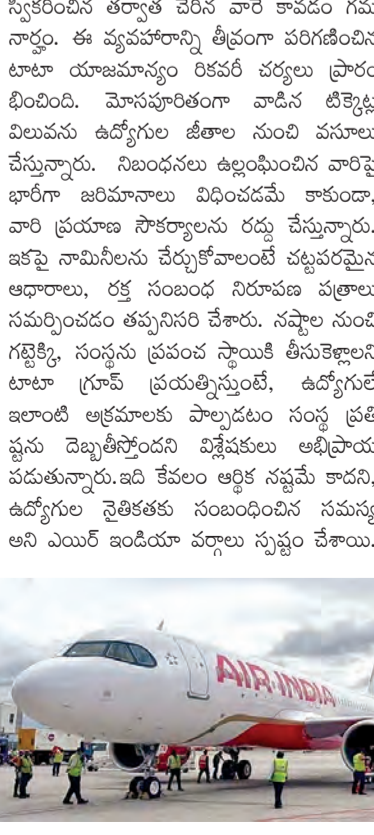 స్వీకరించిన తర్వాత చేరిన వారే కావడం గమ
నార్హం. ఈ వ్యవహారాన్ని తీవ్రంగా పరిగణించిన
టాటా యాజమాన్యం రికవరీ చర్యలు ప్రారం
భించింది. మోసపూరితంగా వాడిన టిక్కెట్ల
విలువను ఉద్యోగుల జీతాల నుంచి వసూలు
చేస్తున్నారు. నిబంధనలు ఉల్లంఘించిన వారిపై
భారీగా జరిమానాలు విధించడమే కాకుండా,
వారి ప్రయాణ సౌకర్యాలను రద్దు చేస్తున్నారు.
ఇకపై నామినీలను చేర్చుకోవాలంటే చట్టపరమైన
ఆధారాలు, రక్త సంబంధ నిరూపణ పత్రాలు
సమర్పించడం తప్పనిసరి చేశారు. నష్టాల నుంచి
గట్టెక్కి, సంస్థను ప్రపంచ స్థాయికి తీసుకెళ్లాలని
టాటా గ్రూప్ ప్రయత్నిస్తుంటే, ఉద్యోగులే
ఇలాంటి అక్రమాలకు పాల్పడటం సంస్థ ప్రతి
ష్టను దెబ్బతీస్తోందని విశ్లేషకులు అభిప్రాయ
పడుతున్నారు.ఇది కేవలం ఆర్థిక నష్టమే కాదని,
ఉద్యోగుల నైతికతకు సంబంధించిన సమస్య
అని ఎయిర్ ఇండియా వర్గాలు స్పష్టం చేశాయి.
AIR INDIA